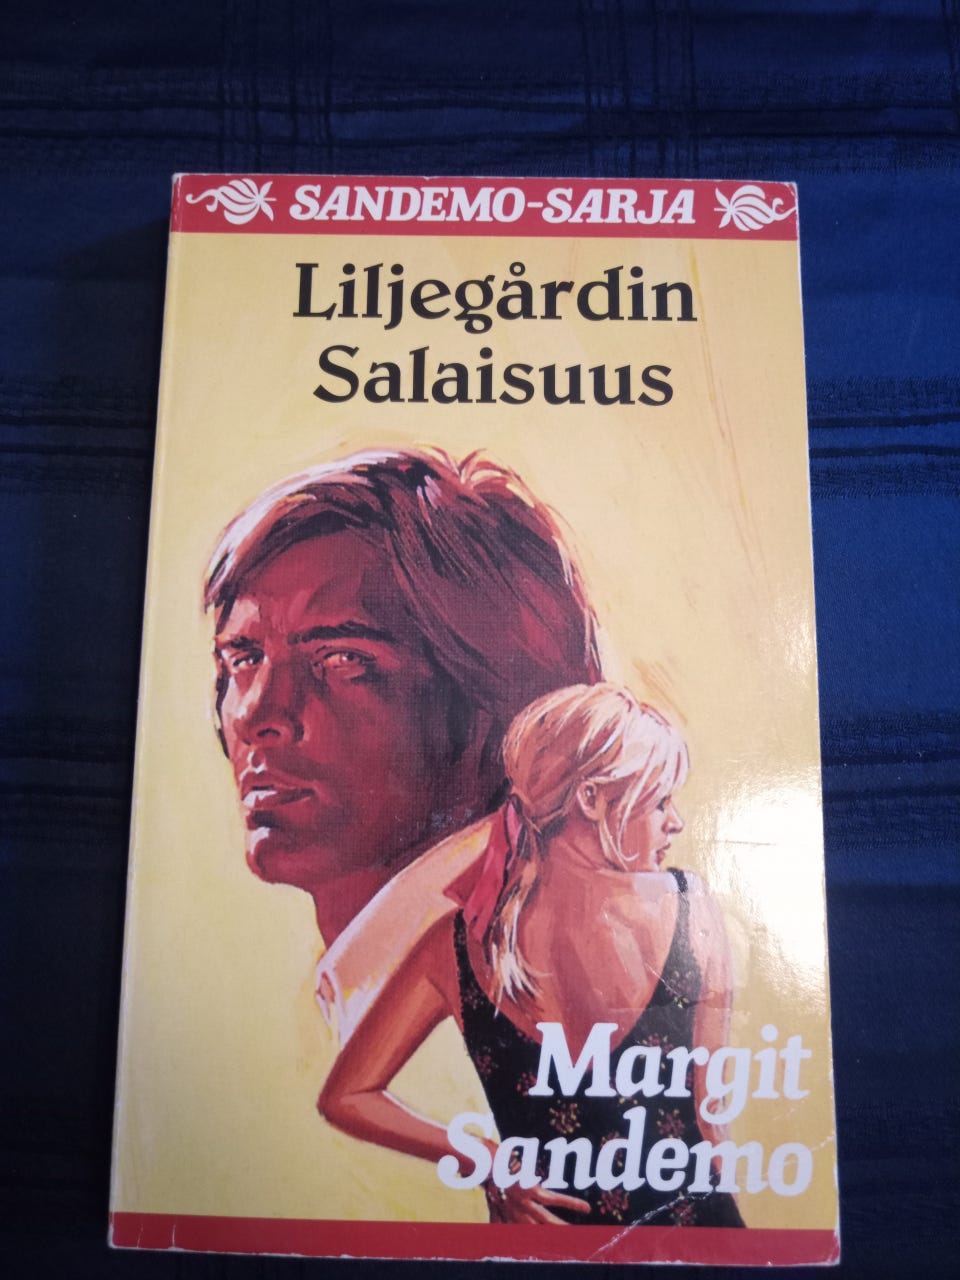 SANDEMO-SARJA
Liljegårdin
Salaisuus
Margit
Sandemo